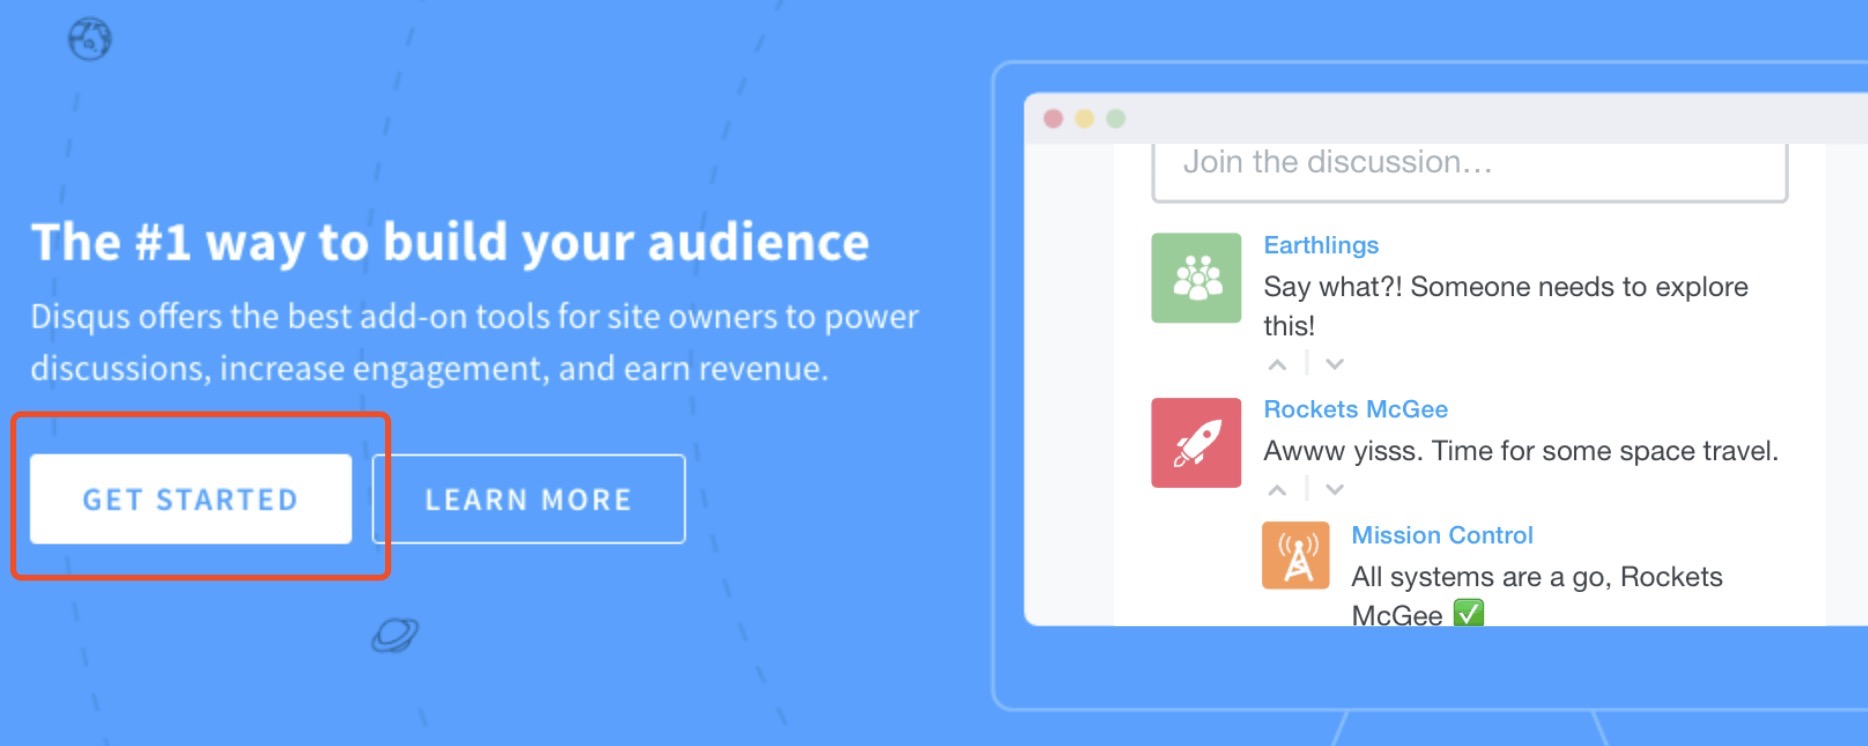 The #1 way to build your audience
Disqus offers the best add-on tools for site owners to power
discussions, increase engagement, and earn revenue.
GET STARTED
LEARN MORE
Join the discussion...
Earthlings
Say what?! Someone needs to explore
this!
Rockets McGee
Awww yisss. Time for some space travel.
Mission Control
All systems are a go, Rockets
McGee ✅